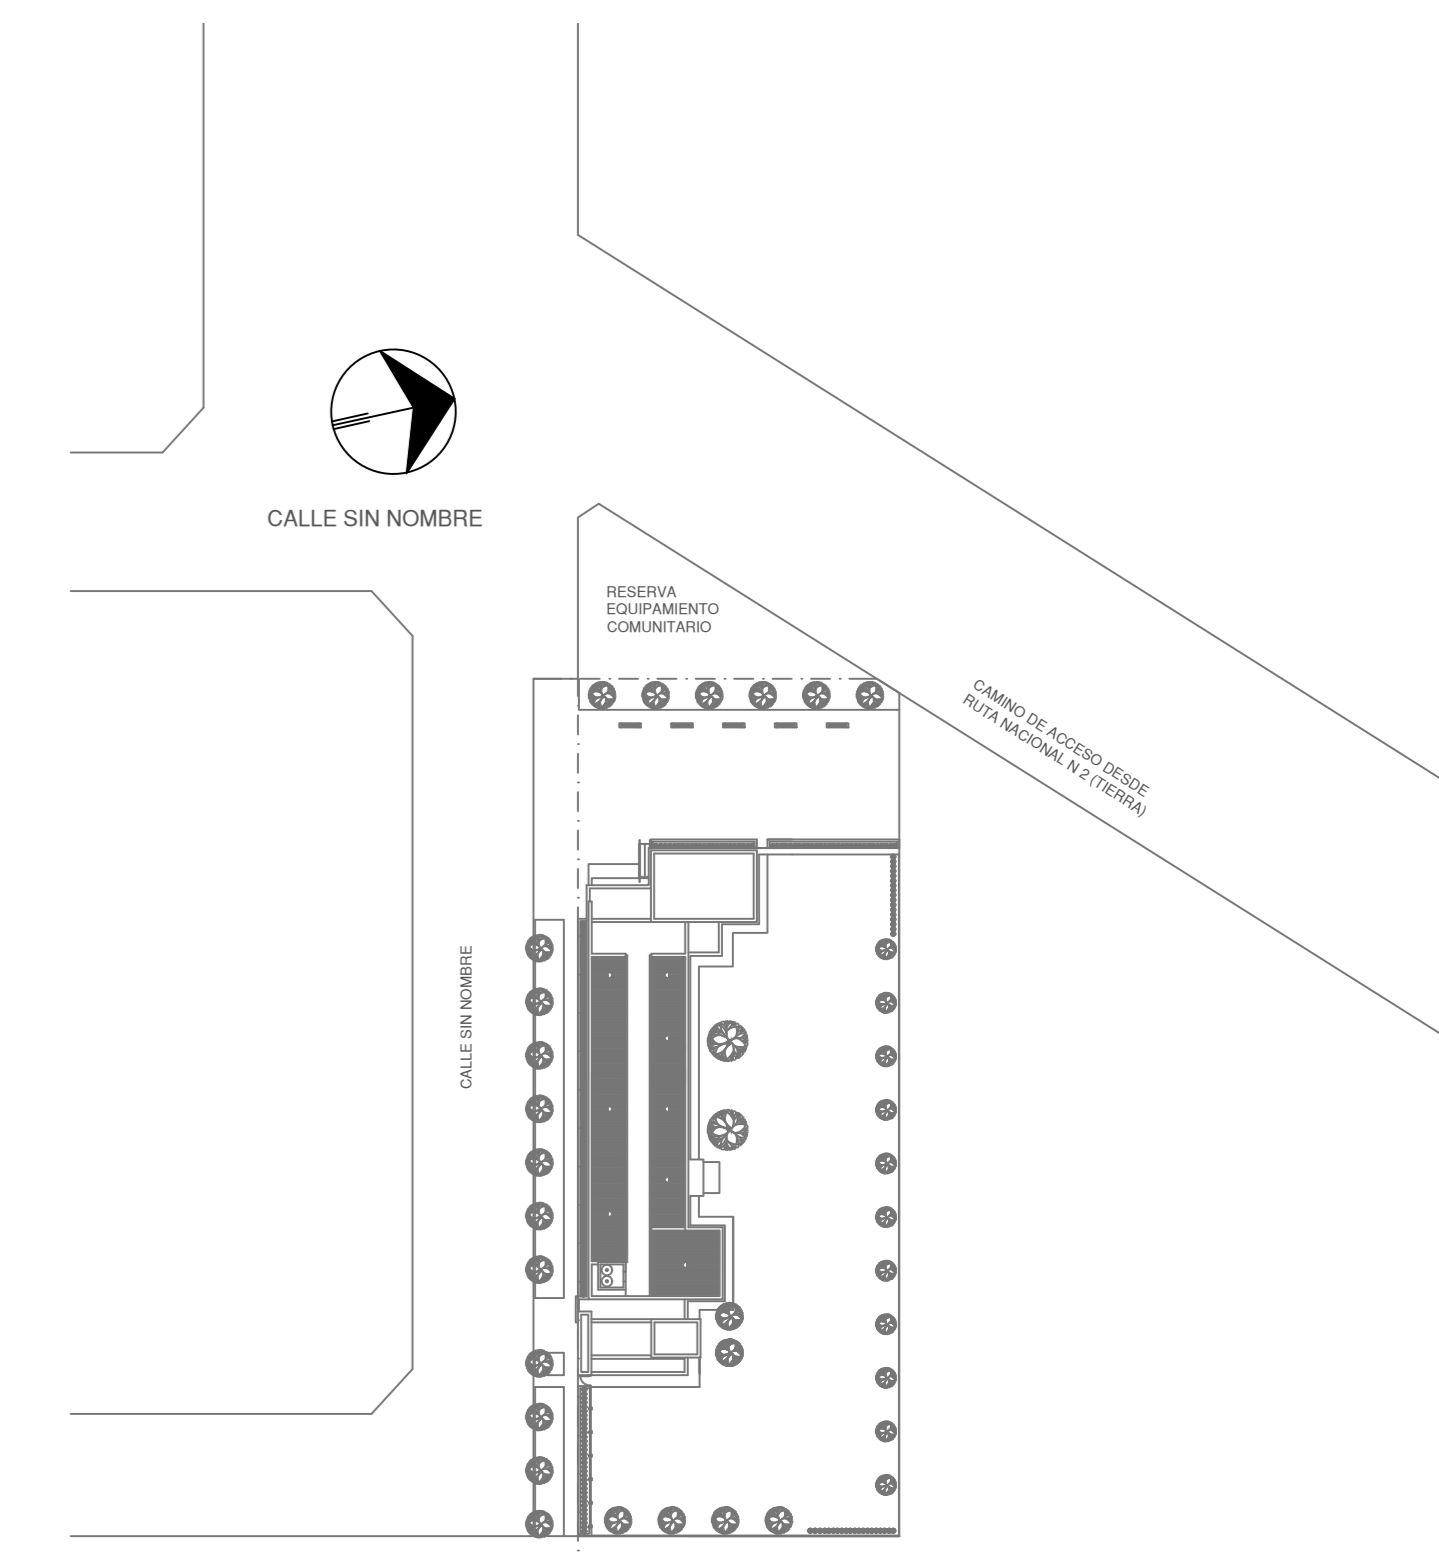 CALLE SIN NOMBRE
RESERVA
EQUIPAMIENTO
COMUNITARIO
CAMINO DE ACCESO DESDE
RUTA NACIONAL N 2 (TIERRA)
CALLE SIN NOMBRE